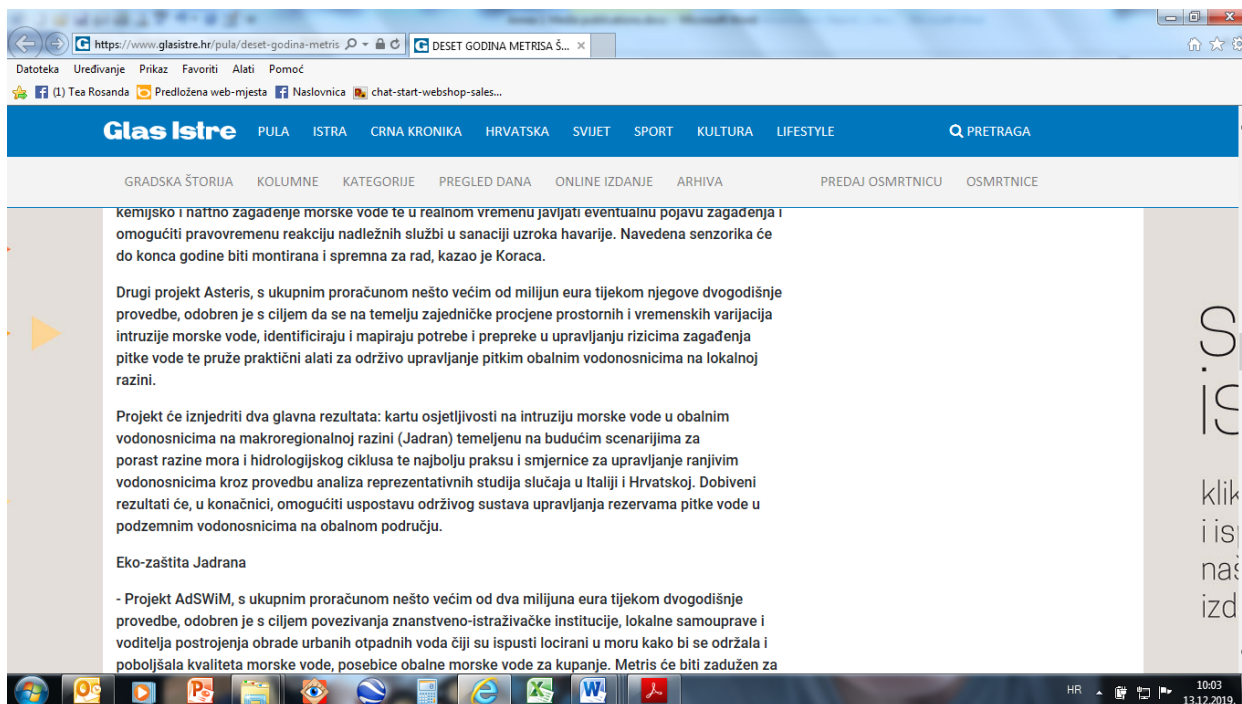 https://www.glasistre.hr/pula/deset-godina-metris
DESET GODINA METRISA Š...
Datoteka Uređivanje Prikaz Favoriti Alati Pomoć
(1) Tea Rosanda Predložena web-mjesta Naslovnica chat-start-webshop-sales...
Glas Istre PULA ISTRA CRNA KRONIKA HRVATSKA SVIJET SPORT KULTURA LIFESTYLE PRETRAGA
GRADSKA ŠTORIJA KOLUMNE KATEGORIJE PREGLED DANA ONLINE IZDANJE ARHIVA PREDAJ OSMRTNICU OSMRTNICE
kemijsko i naftno zagađenje morske vode te u realnom vremenu javljati eventualnu pojavu zagađenja i
omogućiti pravovremenu reakciju nadležnih službi u sanaciji uzroka havarije. Navedena senzorika će
do konca godine biti montirana i spremna za rad, kazao je Koraca.
Drugi projekt Asteris, s ukupnim proračunom nešto većim od milijun eura tijekom njegove dvogodišnje
provedbe, odobren je s ciljem da se na temelju zajedničke procjene prostornih i vremenskih varijacija
intruzije morske vode, identificiraju i mapiraju potrebe i prepreke u upravljanju rizicima zagađenja
pitke vode te pruže praktični alati za održivo upravljanje pitkim obalnim vodonosnicima na lokalnoj
razini.
Projekt će iznjedriti dva glavna rezultata: kartu osjetljivosti na intruziju morske vode u obalnim
vodonosnicima na makroregionalnoj razini (Jadran) temeljenu na budućim scenarijima za
porast razine mora i hidrologijskog ciklusa te najbolju praksu i smjernice za upravljanje ranjivim
vodonosnicima kroz provedbu analiza reprezentativnih studija slučaja u Italiji i Hrvatskoj. Dobiveni
rezultati će, u konačnici, omogućiti uspostavu održivog sustava upravljanja rezervama pitke vode u
podzemnim vodonosnicima na obalnom području.
Eko-zaštita Jadrana
- Projekt AdSWiM, s ukupnim proračunom nešto većim od dva milijuna eura tijekom dvogodišnje
provedbe, odobren je s ciljem povezivanja znanstveno-istraživačke institucije, lokalne samouprave i
voditelja postrojenja obrade urbanih otpadnih voda čiji su ispusti locirani u moru kako bi se održala i
poboljšala kvaliteta morske vode, posebice obalne morske vode za kupanje. Metris će biti zadužen za
klik
i is
naš
izd
HR
10:03
13.12.2019.